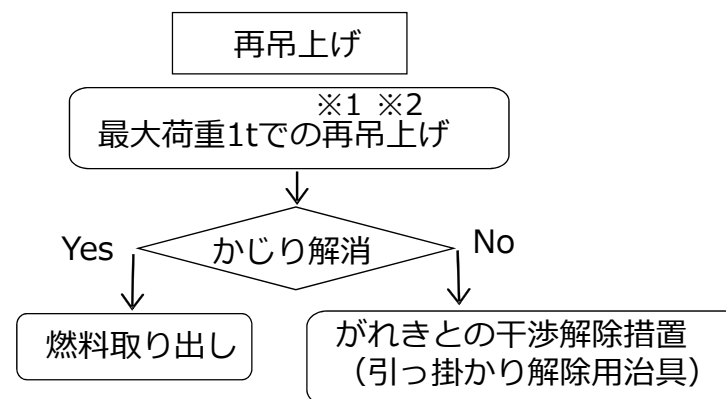 再吊上げ
※1 ※2
最大荷重1tでの再吊上げ
Yes
かじり解消
No
燃料取り出し
がれきとの干渉解除措置
（引っ掛かり解除用治具）